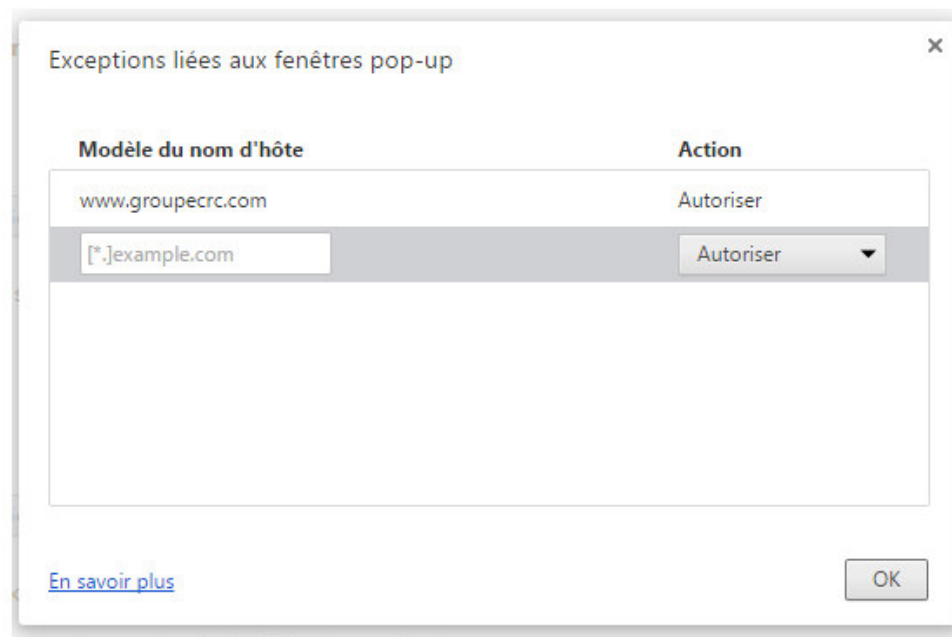 Exceptions liées aux fenêtres pop-up
Modèle du nom d'hôte Action
www.groupecrc.com Autoriser
[*.]example.com Autoriser
En savoir plus OK